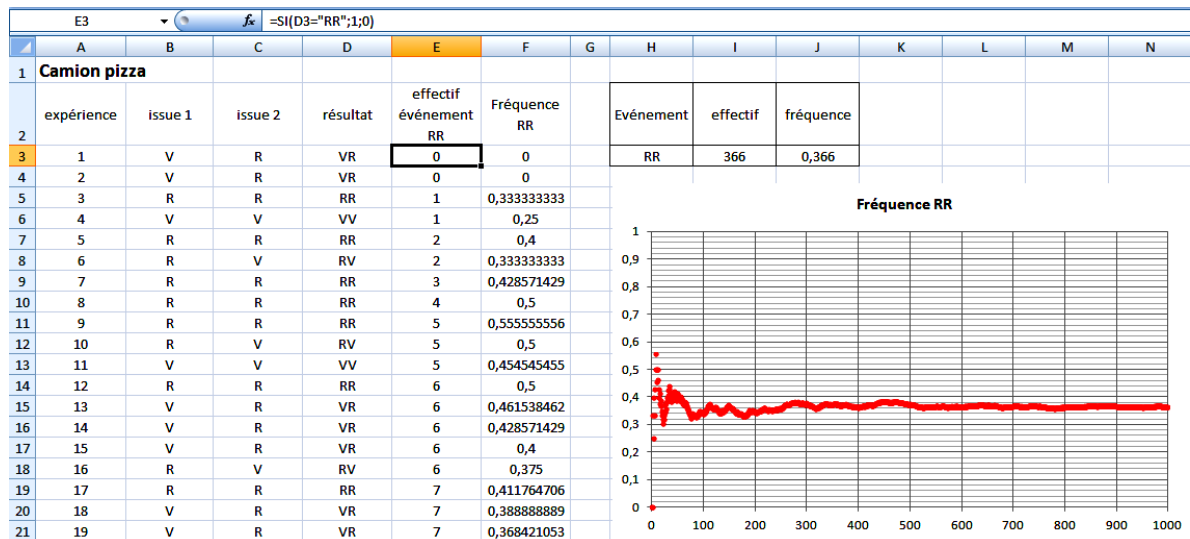 E3 fx =SI(D3="RR";1;0)
A B C D E F G H I J K L M N
1 Camion pizza
2 expérience issue 1 issue 2 résultat effectif événement RR Fréquence RR Evénement effectif fréquence
3 1 V R VR 0 0 RR 366 0,366
4 2 V R VR 0 0
5 3 R R RR 1 0,333333333
6 4 V V VV 1 0,25
7 5 R R RR 2 0,4
8 6 R V RV 2 0,333333333
9 7 R R RR 3 0,428571429
10 8 R R RR 4 0,5
11 9 R R RR 5 0,555555556
12 10 R V RV 5 0,5
13 11 V V VV 5 0,454545455
14 12 R R RR 6 0,5
15 13 V R VR 6 0,461538462
16 14 V R VR 6 0,428571429
17 15 V R VR 6 0,4
18 16 R V RV 6 0,375
19 17 R R RR 7 0,411764706
20 18 V R VR 7 0,388888889
21 19 V R VR 7 0,368421053
Fréquence RR
1
0,9
0,8
0,7
0,6
0,5
0,4
0,3
0,2
0,1
0
0 100 200 300 400 500 600 700 800 900 1000